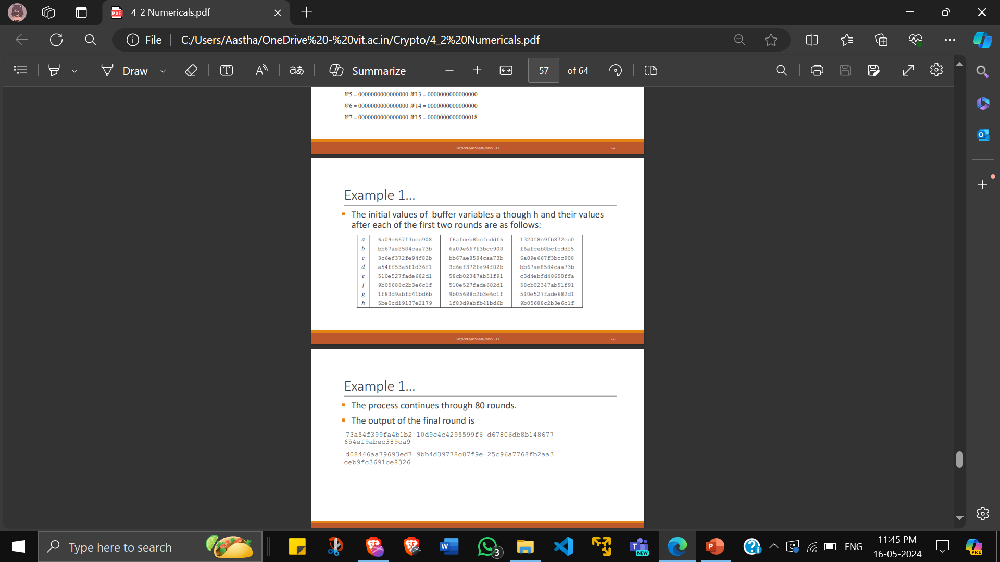 4_2 Numericals.pdf
File
C:/Users/Aastha/OneDrive%20-%20vit.ac.in/Crypto/4_2%20Numericals.pdf
Draw
Summarize
57
of 64
W5 = 0000000000000000 W13 = 0000000000000000
W6 = 0000000000000000 W14 = 0000000000000000
W7 = 0000000000000000 W15 = 0000000000000018
VIT/SCOPE/BCSE-309L/MODULE 4
62
Example 1...
The initial values of buffer variables a though h and their values
after each of the first two rounds are as follows:
a 6a09e667f3bcc908 f6afceb8bcfcddf5 1320f8c9fb872cc0
b bb67ae8584caa73b 6a09e667f3bcc908 f6afceb8bcfcddf5
c 3c6ef372fe94f82b bb67ae8584caa73b 6a09e667f3bcc908
d a54ff53a5f1d36f1 3c6ef372fe94f82b bb67ae8584caa73b
e 510e527fade682d1 58cb02347ab51f91 c3d4ebfd48650ffa
f 9b05688c2b3e6c1f 510e527fade682d1 58cb02347ab51f91
g 1f83d9abfb41bd6b 9b05688c2b3e6c1f 510e527fade682d1
h 5be0cd19137e2179 1f83d9abfb41bd6b 9b05688c2b3e6c1f
VIT/SCOPE/BCSE-309L/MODULE 4
63
Example 1...
The process continues through 80 rounds.
The output of the final round is
73a54f399fa4b1b2 10d9c4c4295599f6 d67806db8b148677
654ef9abec389ca9
d08446aa79693ed7 9bb4d39778c07f9e 25c96a7768fb2aa3
ceb9fc3691ce8326
Type here to search
3
NEW
ENG
11:45 PM
16-05-2024
PRE